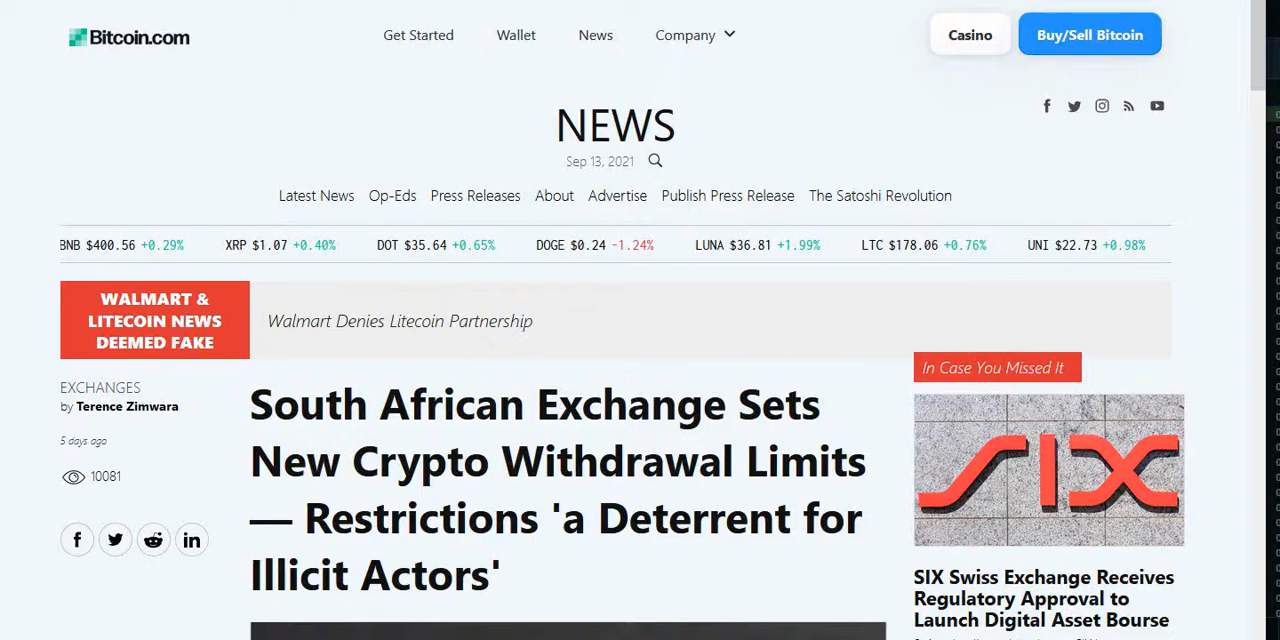 Bitcoin.com
Get Started Wallet News Company Casino Buy/Sell Bitcoin
NEWS
Sep 13, 2021
Latest News Op-Eds Press Releases About Advertise Publish Press Release The Satoshi Revolution
BNB $400.56 +0.29% XRP $1.07 +0.40% DOT $35.64 +0.65% DOGE $0.24 -1.24% LUNA $36.81 +1.99% LTC $178.06 +0.76% UNI $22.73 +0.98%
WALMART &
LITECOIN NEWS
DEEMED FAKE
Walmart Denies Litecoin Partnership
EXCHANGES
by Terence Zimwara
5 days ago
10081
South African Exchange Sets
New Crypto Withdrawal Limits
— Restrictions 'a Deterrent for
Illicit Actors'
In Case You Missed It
SIX
SIX Swiss Exchange Receives
Regulatory Approval to
Launch Digital Asset Bourse